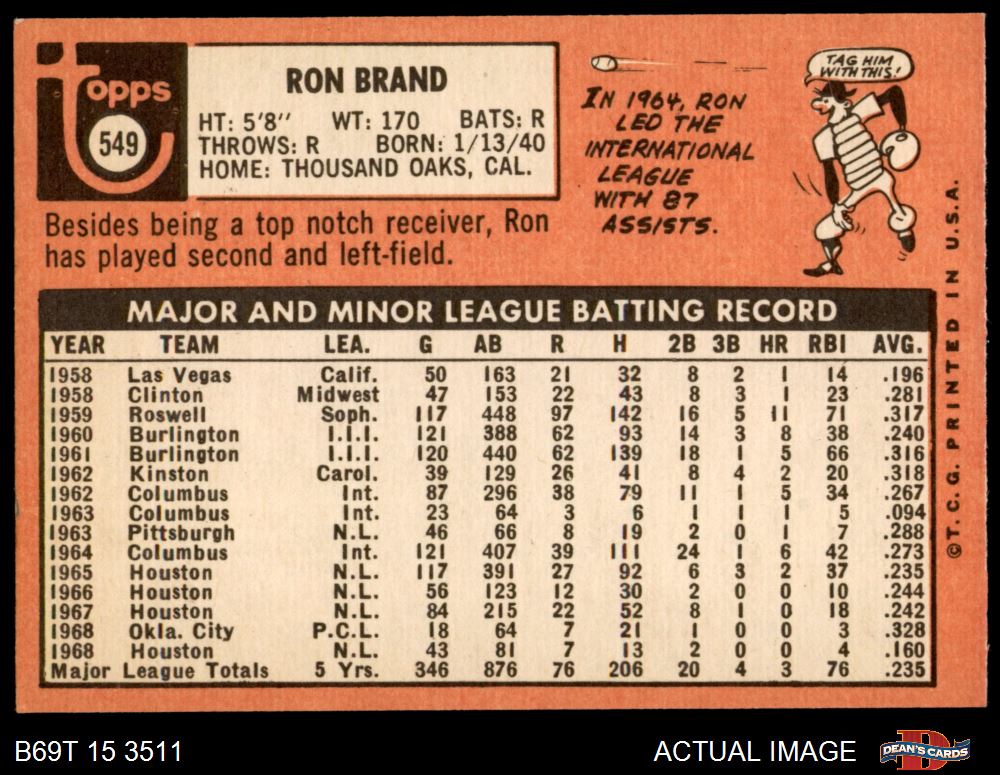 topps
549
RON BRAND
HT: 5'8" WT: 170 BATS: R
THROWS: R BORN: 1/13/40
HOME: THOUSAND OAKS, CAL.
Besides being a top notch receiver, Ron
has played second and left-field.
IN 1964, RON
LED THE
INTERNATIONAL
LEAGUE
WITH 87
ASSISTS.
TAG HIM
WITH THIS!
MAJOR AND MINOR LEAGUE BATTING RECORD
YEAR TEAM LEA. G AB R H 2B 3B HR RBI AVG.
1958 Las Vegas Calif. 50 163 21 32 8 2 1 14 .196
1958 Clinton Midwest 47 153 22 43 8 3 1 23 .281
1959 Roswell Soph. 117 448 97 142 16 5 11 71 .317
1960 Burlington I.I.I. 121 388 62 93 14 3 8 38 .240
1961 Burlington I.I.I. 120 440 62 139 18 1 5 66 .316
1962 Kinston Carol. 39 129 26 41 8 4 2 20 .318
1962 Columbus Int. 87 296 38 79 11 1 5 34 .267
1963 Columbus Int. 23 64 3 6 1 1 1 5 .094
1963 Pittsburgh N.L. 46 66 8 19 2 0 1 7 .288
1964 Columbus Int. 121 407 39 111 24 1 6 42 .273
1965 Houston N.L. 117 391 27 92 6 3 2 37 .235
1966 Houston N.L. 56 123 12 30 2 0 0 10 .244
1967 Houston N.L. 84 215 22 52 8 1 0 18 .242
1968 Okla. City P.C.L. 18 64 7 21 1 0 0 3 .328
1968 Houston N.L. 43 81 7 13 2 0 0 4 .160
Major League Totals 5 Yrs. 346 876 76 206 20 4 3 76 .235
©T.C.G. PRINTED IN U.S.A.
B69T 15 3511
ACTUAL IMAGE
D
DEAN'S CARDS